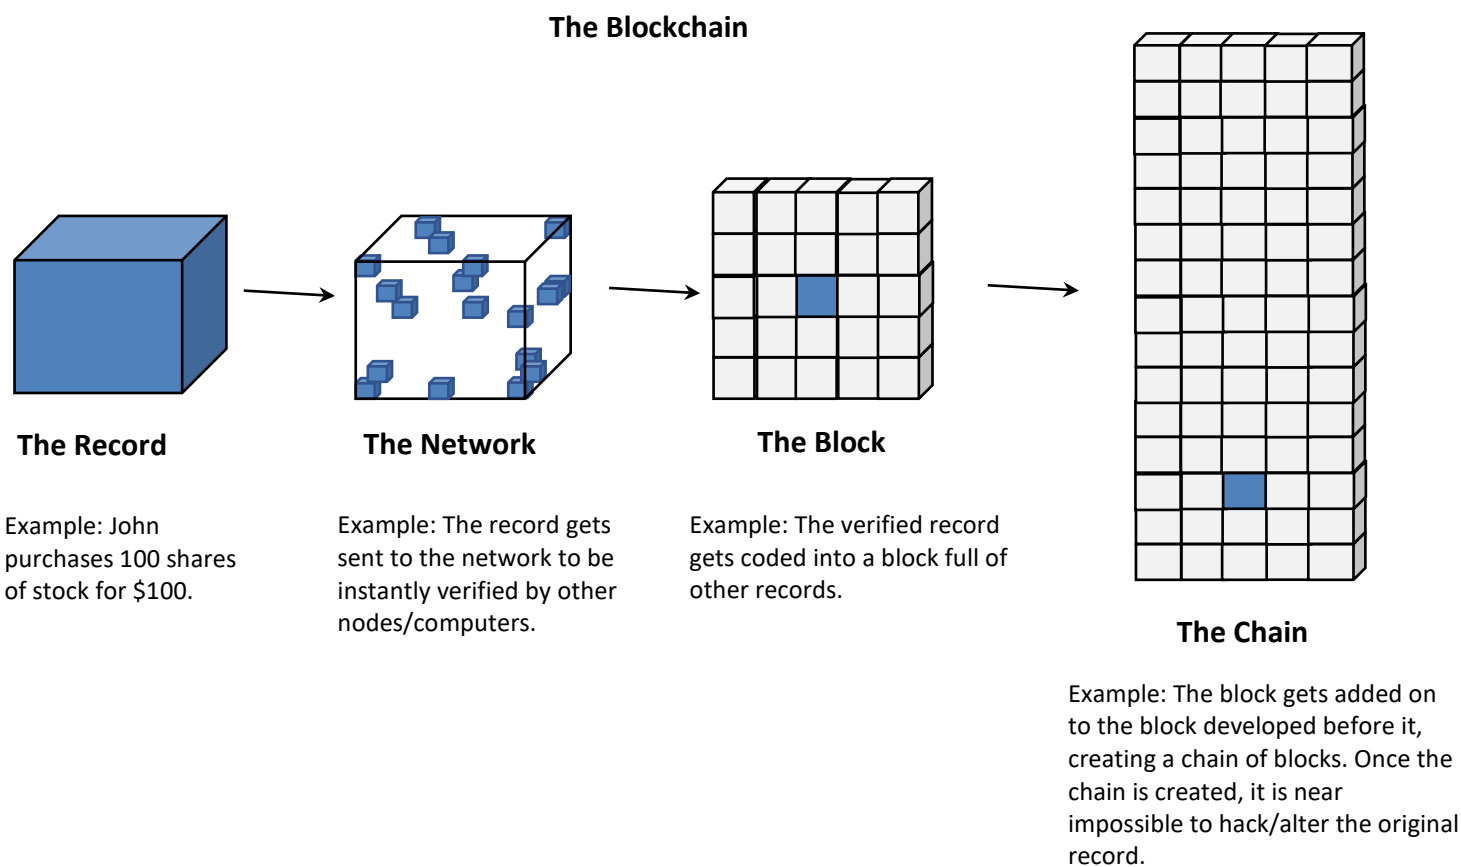 The Blockchain
The Record
Example: John
purchases 100 shares
of stock for $100.
The Network
Example: The record gets
sent to the network to be
instantly verified by other
nodes/computers.
The Block
Example: The verified record
gets coded into a block full of
other records.
The Chain
Example: The block gets added on
to the block developed before it,
creating a chain of blocks. Once the
chain is created, it is near
impossible to hack/alter the original
record.